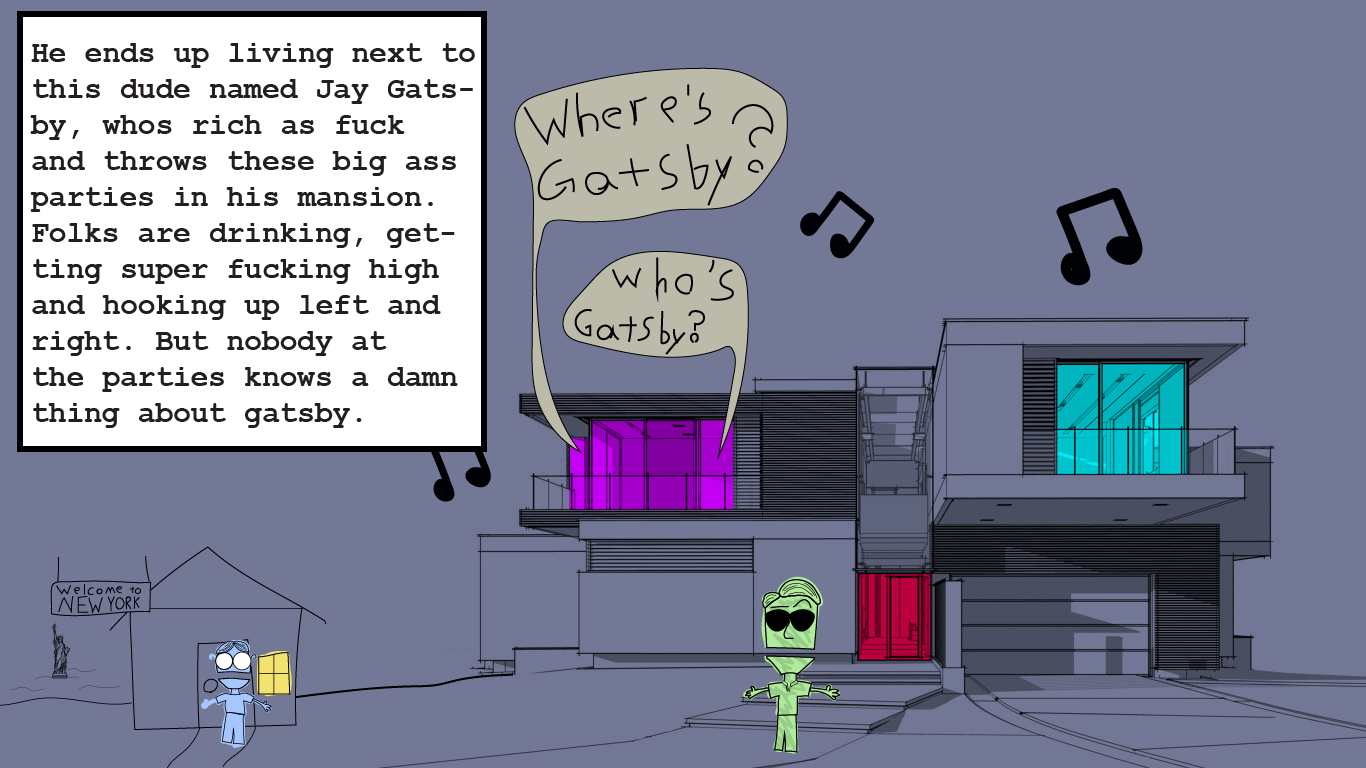 He ends up living next to
this dude named Jay Gats-
by, whos rich as fuck
and throws these big ass
parties in his mansion.
Folks are drinking, get-
ting super fucking high
and hooking up left and
right. But nobody at
the parties knows a damn
thing about gatsby.
Where's
Gatsby?
Who's
Gatsby?
Welcome to
NEW YORK